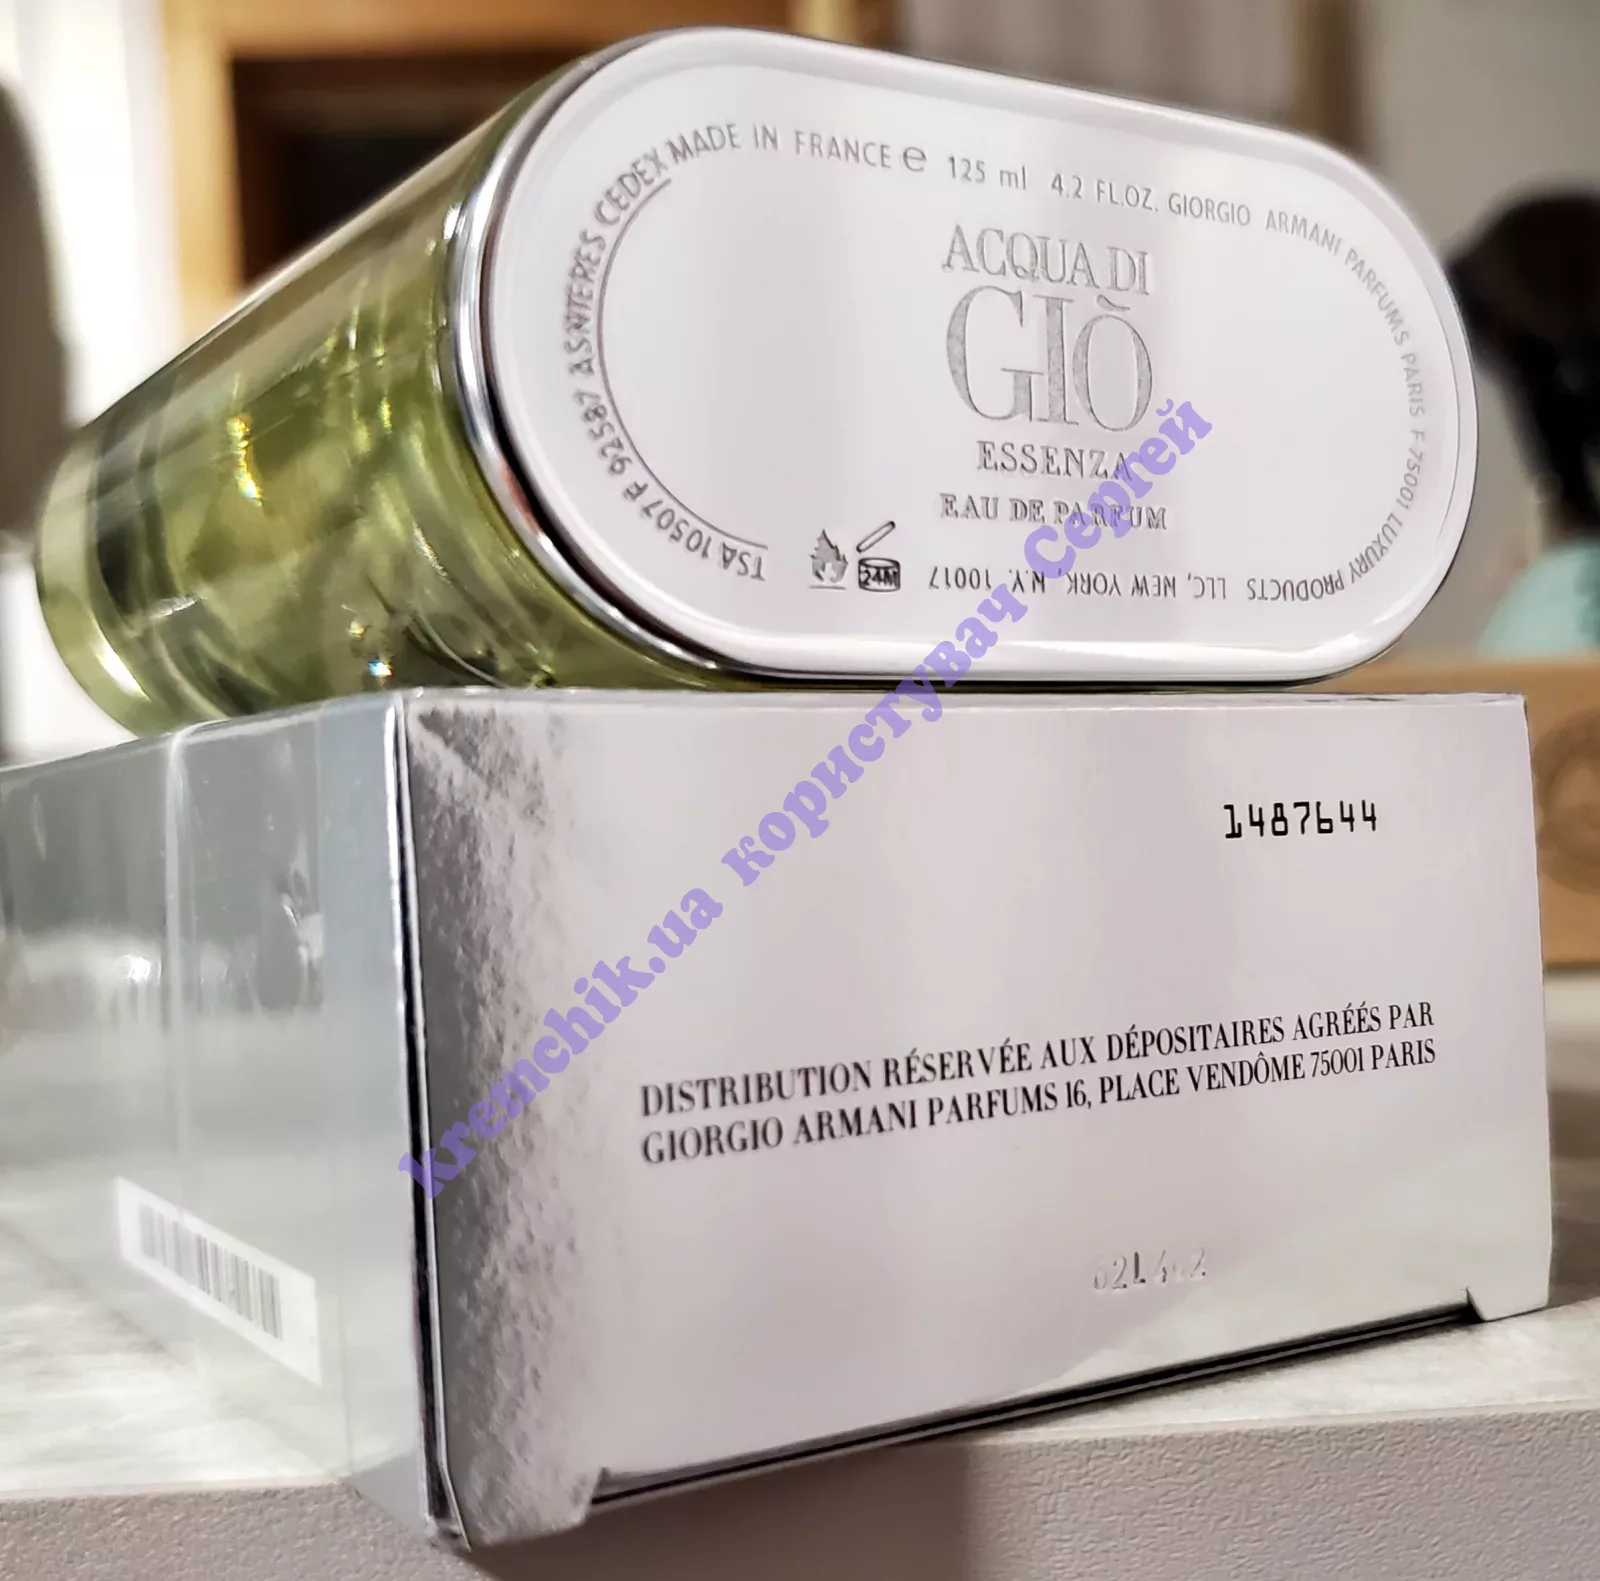 MADE IN FRANCE e 125 ml 4.2 FL.OZ. GIORGIO ARMANI PARFUMS PARIS F-75001 LUXURY PRODUCTS LLC, NEW YORK, N.Y. 10017
TSA 10507 F 92587 ASNIERES CEDEX
ACQUA DI
GIÒ
ESSENZA
EAU DE PARFUM
24M
1487644
DISTRIBUTION RÉSERVÉE AUX DÉPOSITAIRES AGRÉÉS PAR
GIORGIO ARMANI PARFUMS 16, PLACE VENDÔME 75001 PARIS
kremchik.ua користувач Сергей